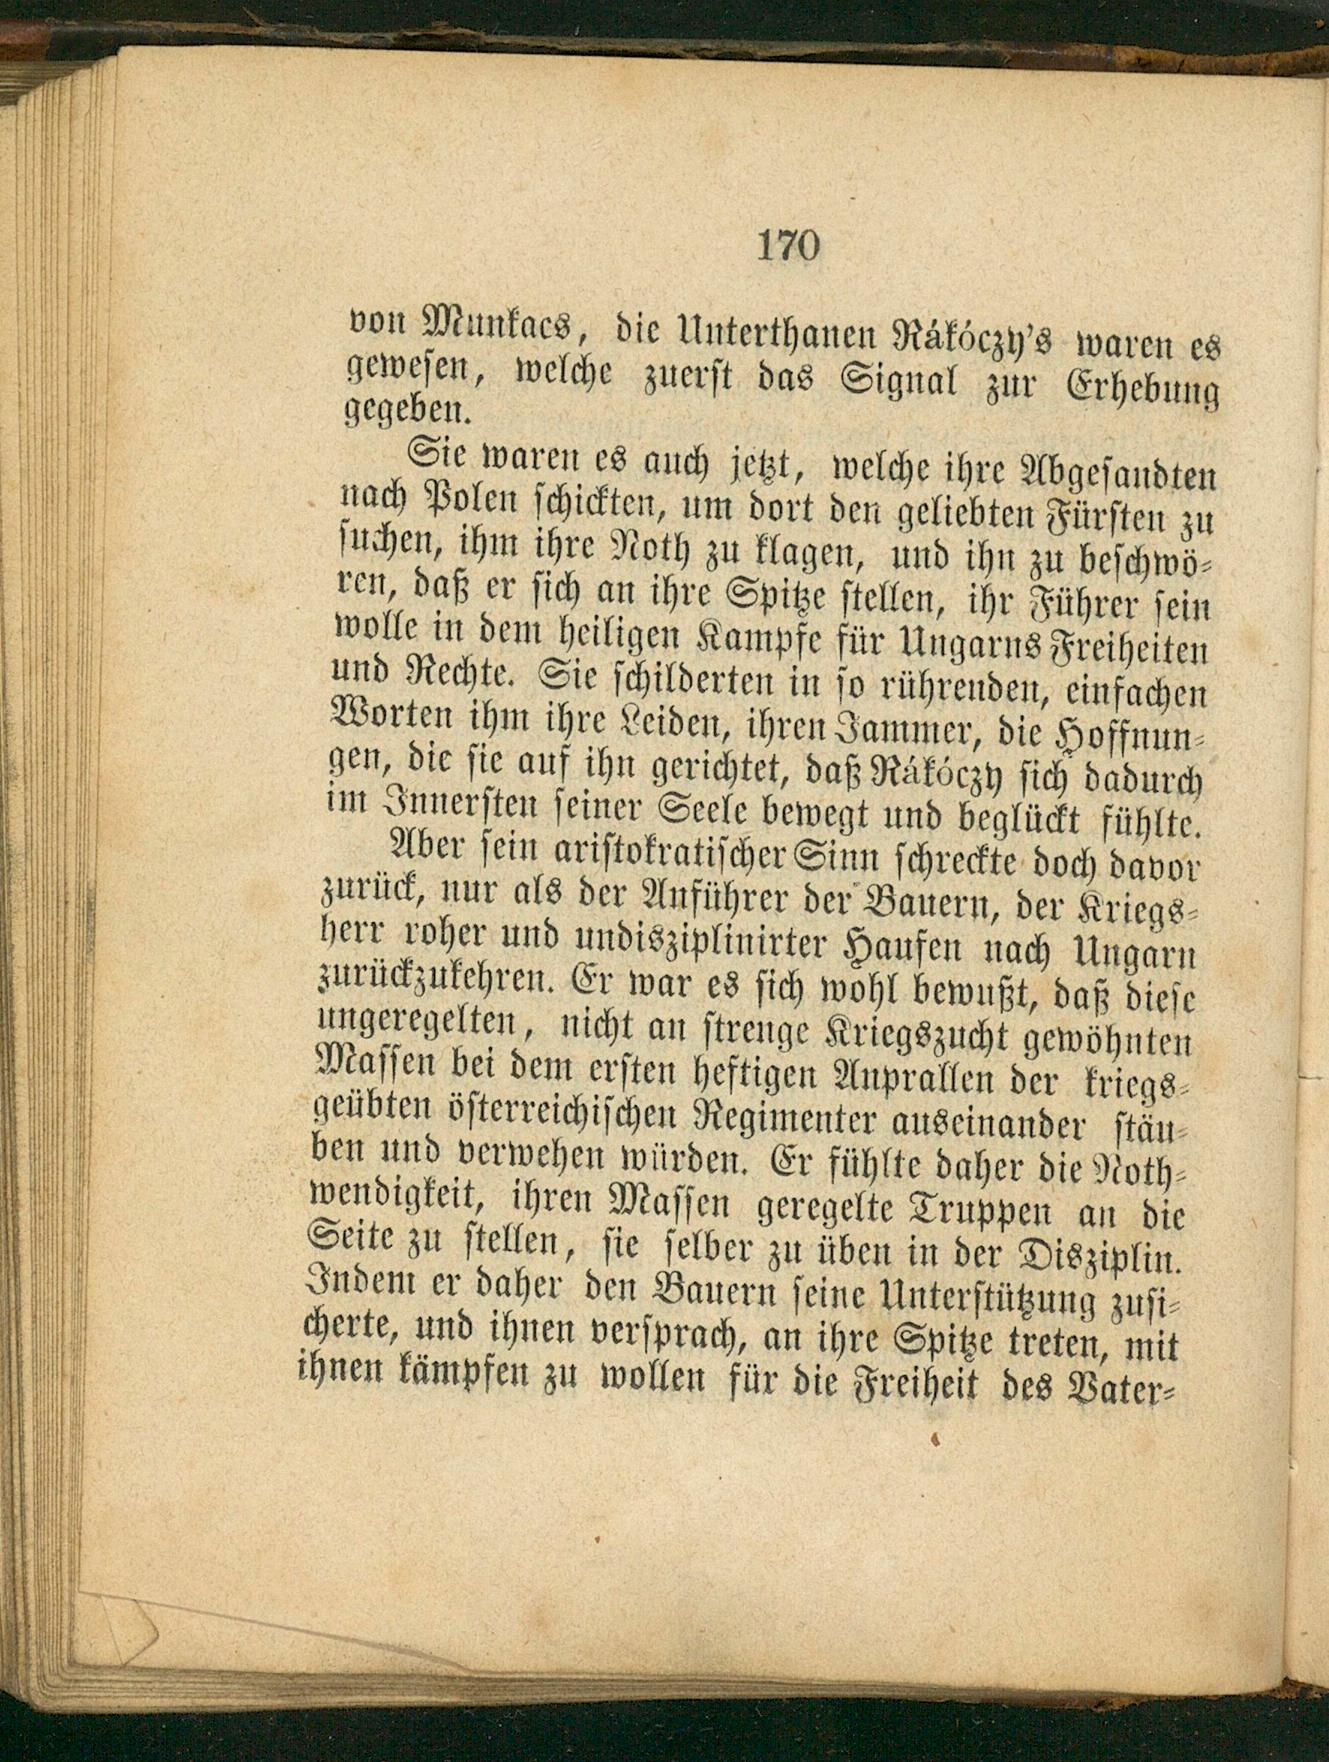 170
von Munkacs, die Unterthanen Rákóczy's waren es
gewesen, welche zuerst das Signal zur Erhebung
gegeben.
Sie waren es auch jetzt, welche ihre Abgesandten
nach Polen schickten, um dort den geliebten Fürsten zu
suchen, ihm ihre Noth zu klagen, und ihn zu beschwö-
ren, daß er sich an ihre Spitze stellen, ihr Führer sein
wolle in dem heiligen Kampfe für Ungarns Freiheiten
und Rechte. Sie schilderten in so rührenden, einfachen
Worten ihm ihre Leiden, ihren Jammer, die Hoffnun-
gen, die sie auf ihn gerichtet, daß Rákóczy sich dadurch
im Innersten seiner Seele bewegt und beglückt fühlte.
Aber sein aristokratischer Sinn schreckte doch davor
zurück, nur als der Anführer der Bauern, der Kriegs-
herr roher und undisziplinirter Haufen nach Ungarn
zurückzukehren. Er war es sich wohl bewußt, daß diese
ungeregelten, nicht an strenge Kriegszucht gewöhnten
Massen bei dem ersten heftigen Anprallen der kriegs-
geübten österreichischen Regimenter auseinander stäu-
ben und verwehen würden. Er fühlte daher die Noth-
wendigkeit, ihren Massen geregelte Truppen an die
Seite zu stellen, sie selber zu üben in der Disziplin.
Indem er daher den Bauern seine Unterstützung zusi-
cherte, und ihnen versprach, an ihre Spitze treten, mit
ihnen kämpfen zu wollen für die Freiheit des Vater-